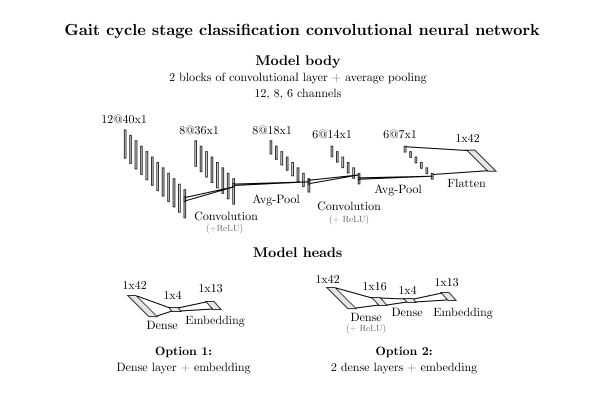 Gait cycle stage classification convolutional neural network
Model body
2 blocks of convolutional layer + average pooling
12, 8, 6 channels
12@40x1
8@36x1
8@18x1
6@14x1
6@7x1
1x42
Convolution
(+ReLU)
Avg-Pool
Convolution
(+ ReLU)
Avg-Pool
Flatten
Model heads
1x42
1x4
1x13
Dense
Embedding
Option 1:
Dense layer + embedding
1x42
1x16
1x4
1x13
Dense
(+ ReLU)
Dense
Embedding
Option 2:
2 dense layers + embedding